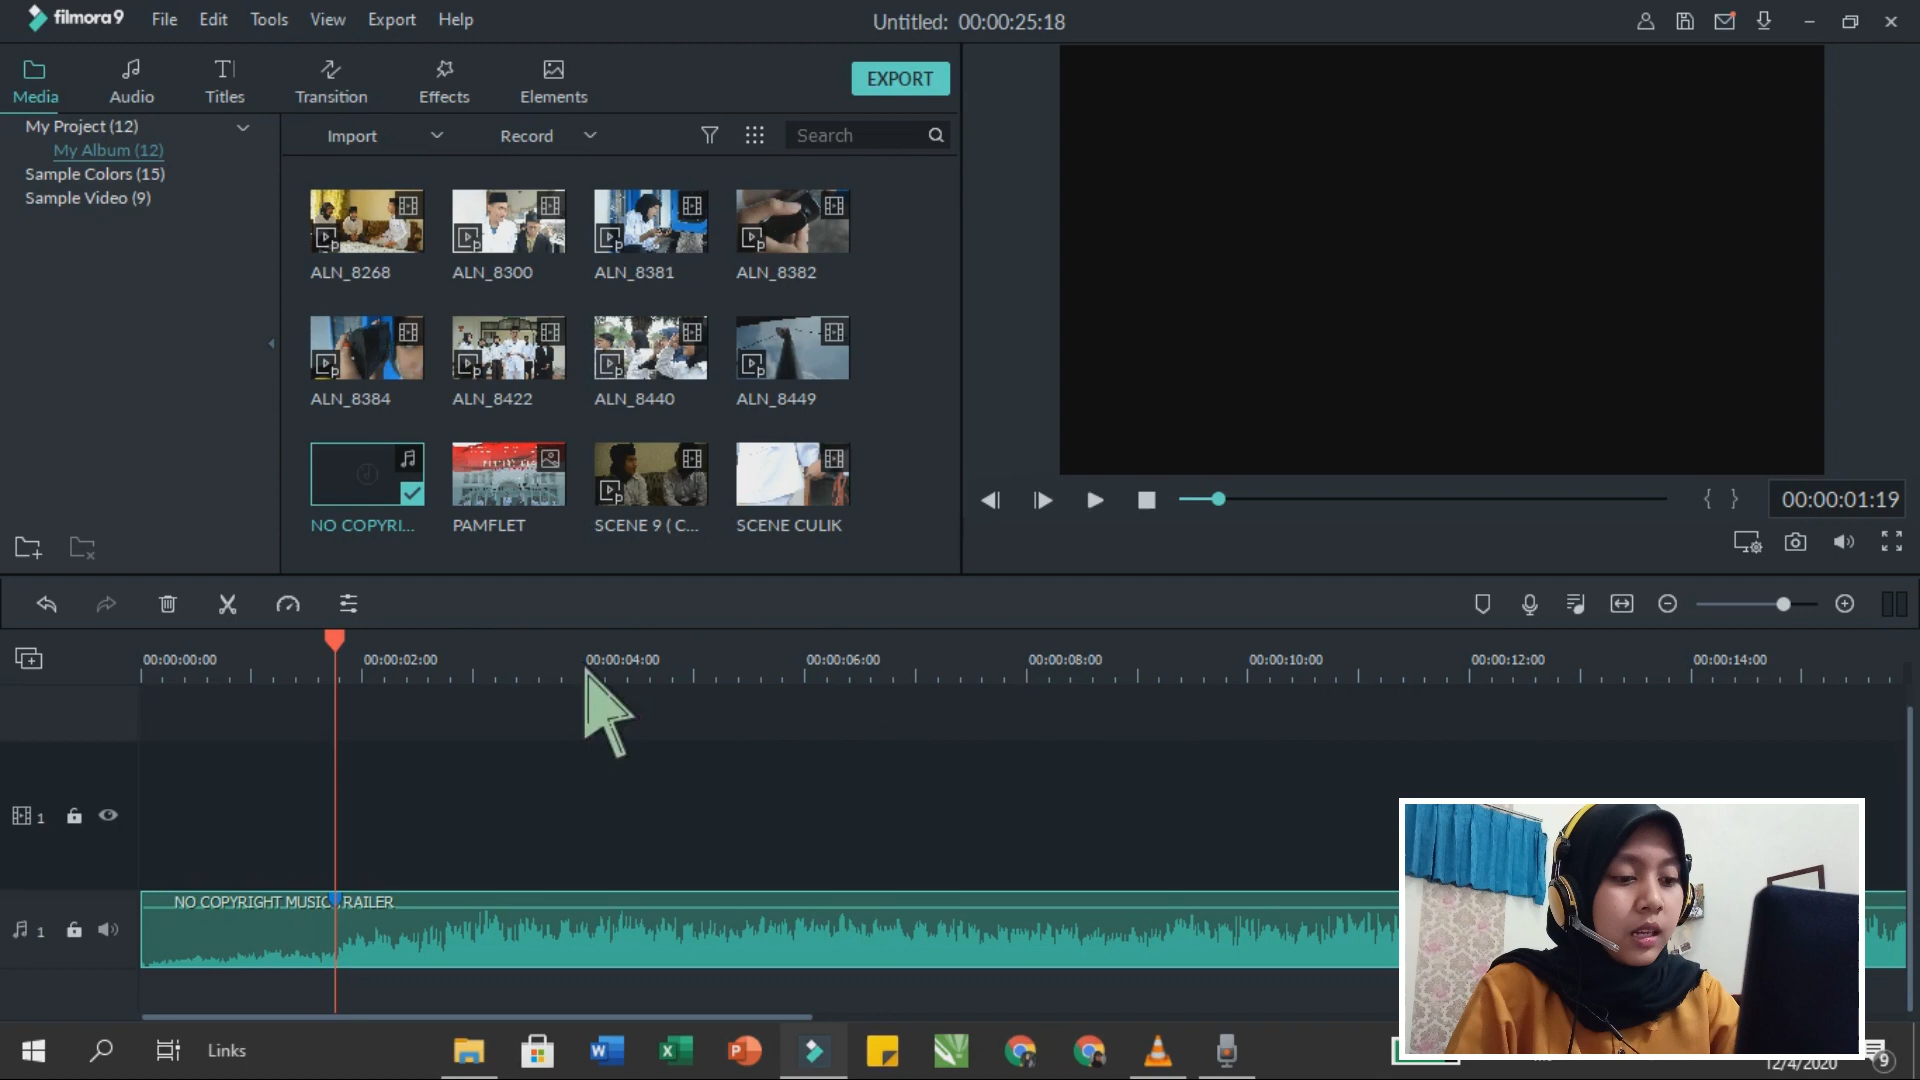 filmora9 File Edit Tools View Export Help Untitled: 00:00:25:18
Media Audio Titles Transition Effects Elements EXPORT
My Project (12)
My Album (12)
Sample Colors (15)
Sample Video (9)
Import Record Search
ALN_8268 ALN_8300 ALN_8381 ALN_8382
ALN_8384 ALN_8422 ALN_8440 ALN_8449
NO COPYRI... PAMFLET SCENE 9 ( C... SCENE CULIK
00:00:01:19
00:00:00:00 00:00:02:00 00:00:04:00 00:00:06:00 00:00:08:00 00:00:10:00 00:00:12:00 00:00:14:00
1
NO COPYRIGHT MUSIC RAILER
1
Links
12/4/2020 9